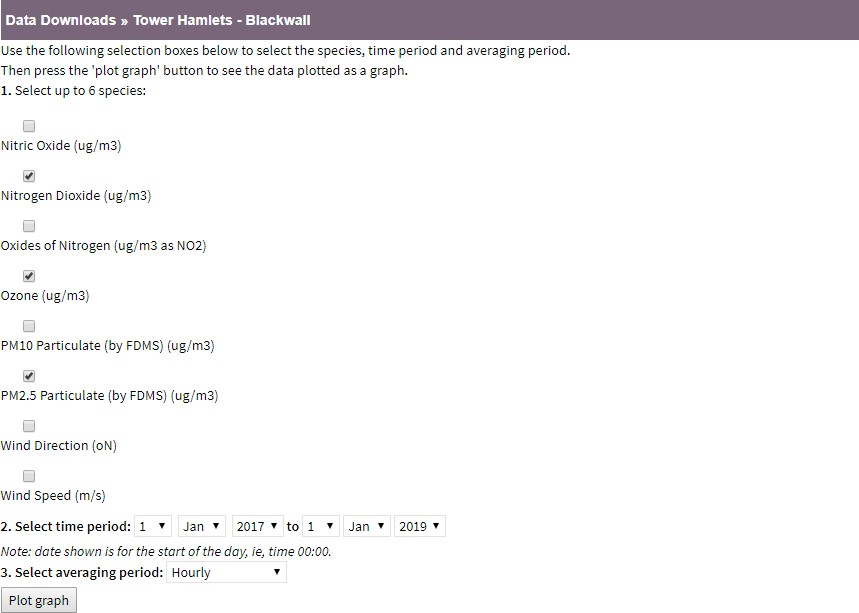 Data Downloads » Tower Hamlets - Blackwall
Use the following selection boxes below to select the species, time period and averaging period.
Then press the 'plot graph' button to see the data plotted as a graph.
1. Select up to 6 species:
Nitric Oxide (ug/m3)
Nitrogen Dioxide (ug/m3)
Oxides of Nitrogen (ug/m3 as NO2)
Ozone (ug/m3)
PM10 Particulate (by FDMS) (ug/m3)
PM2.5 Particulate (by FDMS) (ug/m3)
Wind Direction (oN)
Wind Speed (m/s)
2. Select time period: 1 Jan 2017 to 1 Jan 2019
Note: date shown is for the start of the day, ie, time 00:00.
3. Select averaging period: Hourly
Plot graph